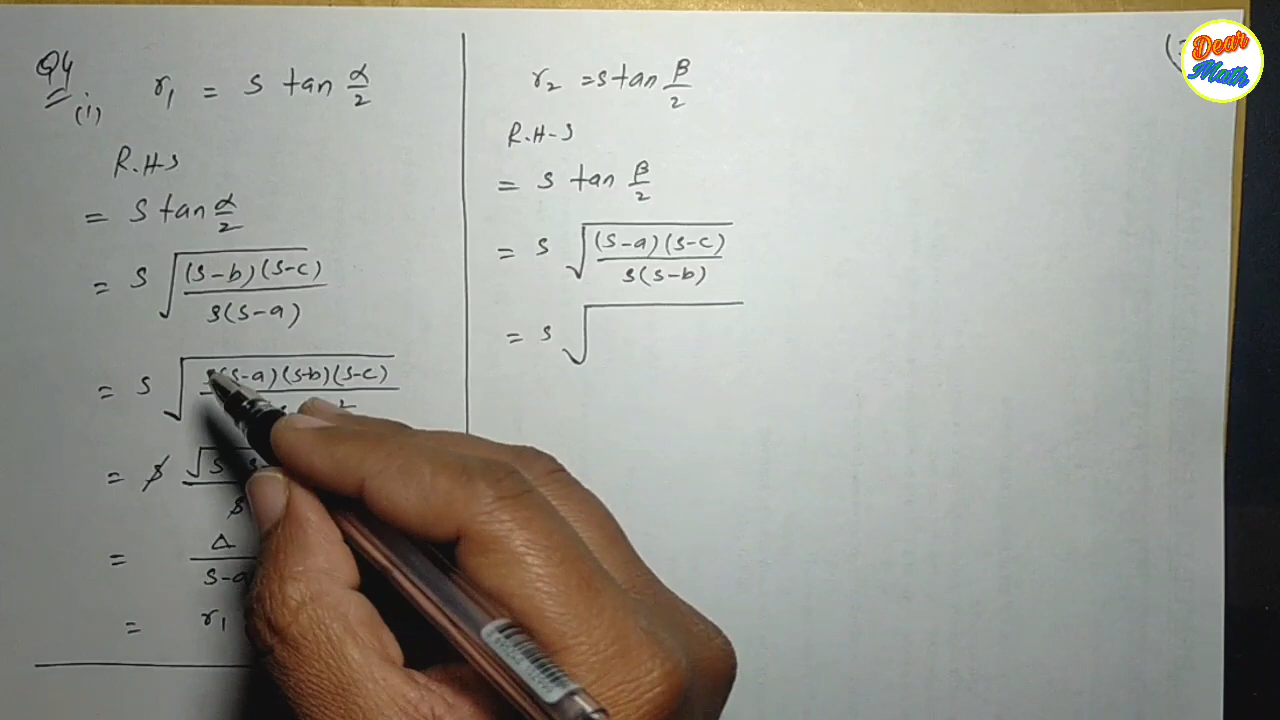 Q4 (i) r₁ = s tan α/2
R.H.S
= s tan α/2
= s √((s-b)(s-c)/s(s-a))
= s √(s(s-a)(s-b)(s-c)
= s √s
= Δ/s-a
= r₁
r₂ = s tan β/2
R.H-S
= s tan β/2
= s √((s-a)(s-c)/s(s-b))
= s √
Dear
Math